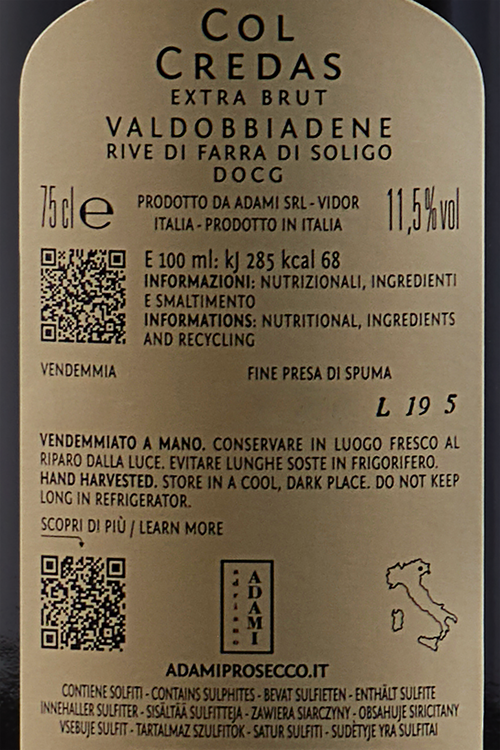 COL
CREDAS
EXTRA BRUT
VALDOBBIADENE
RIVE DI FARRA DI SOLIGO
DOCG
75 cl e
PRODOTTO DA ADAMI SRL - VIDOR
ITALIA - PRODOTTO IN ITALIA
11,5% vol
E 100 ml: kJ 285 kcal 68
INFORMAZIONI: NUTRIZIONALI, INGREDIENTI
E SMALTIMENTO
INFORMATIONS: NUTRITIONAL, INGREDIENTS
AND RECYCLING
VENDEMMIA FINE PRESA DI SPUMA
L 19 5
VENDEMMIATO A MANO. CONSERVARE IN LUOGO FRESCO AL
RIPARO DALLA LUCE. EVITARE LUNGHE SOSTE IN FRIGORIFERO.
HAND HARVESTED. STORE IN A COOL, DARK PLACE. DO NOT KEEP
LONG IN REFRIGERATOR.
SCOPRI DI PIÙ / LEARN MORE
adriano
ADAMI
ADAMIPROSECCO.IT
CONTIENE SOLFITI - CONTAINS SULPHITES - BEVAT SULFIETEN - ENTHÄLT SULFITE
INNEHALLER SULFITER - SISÄLTÄÄ SULFITTEJA - ZAWIERA SIARCZYNY - OBSAHUJE SIRICITANY
VSEBUJE SULFIT - TARTALMAZ SZULFITOK - SATUR SULFITI - SUDĖTYJE YRA SULFITAI